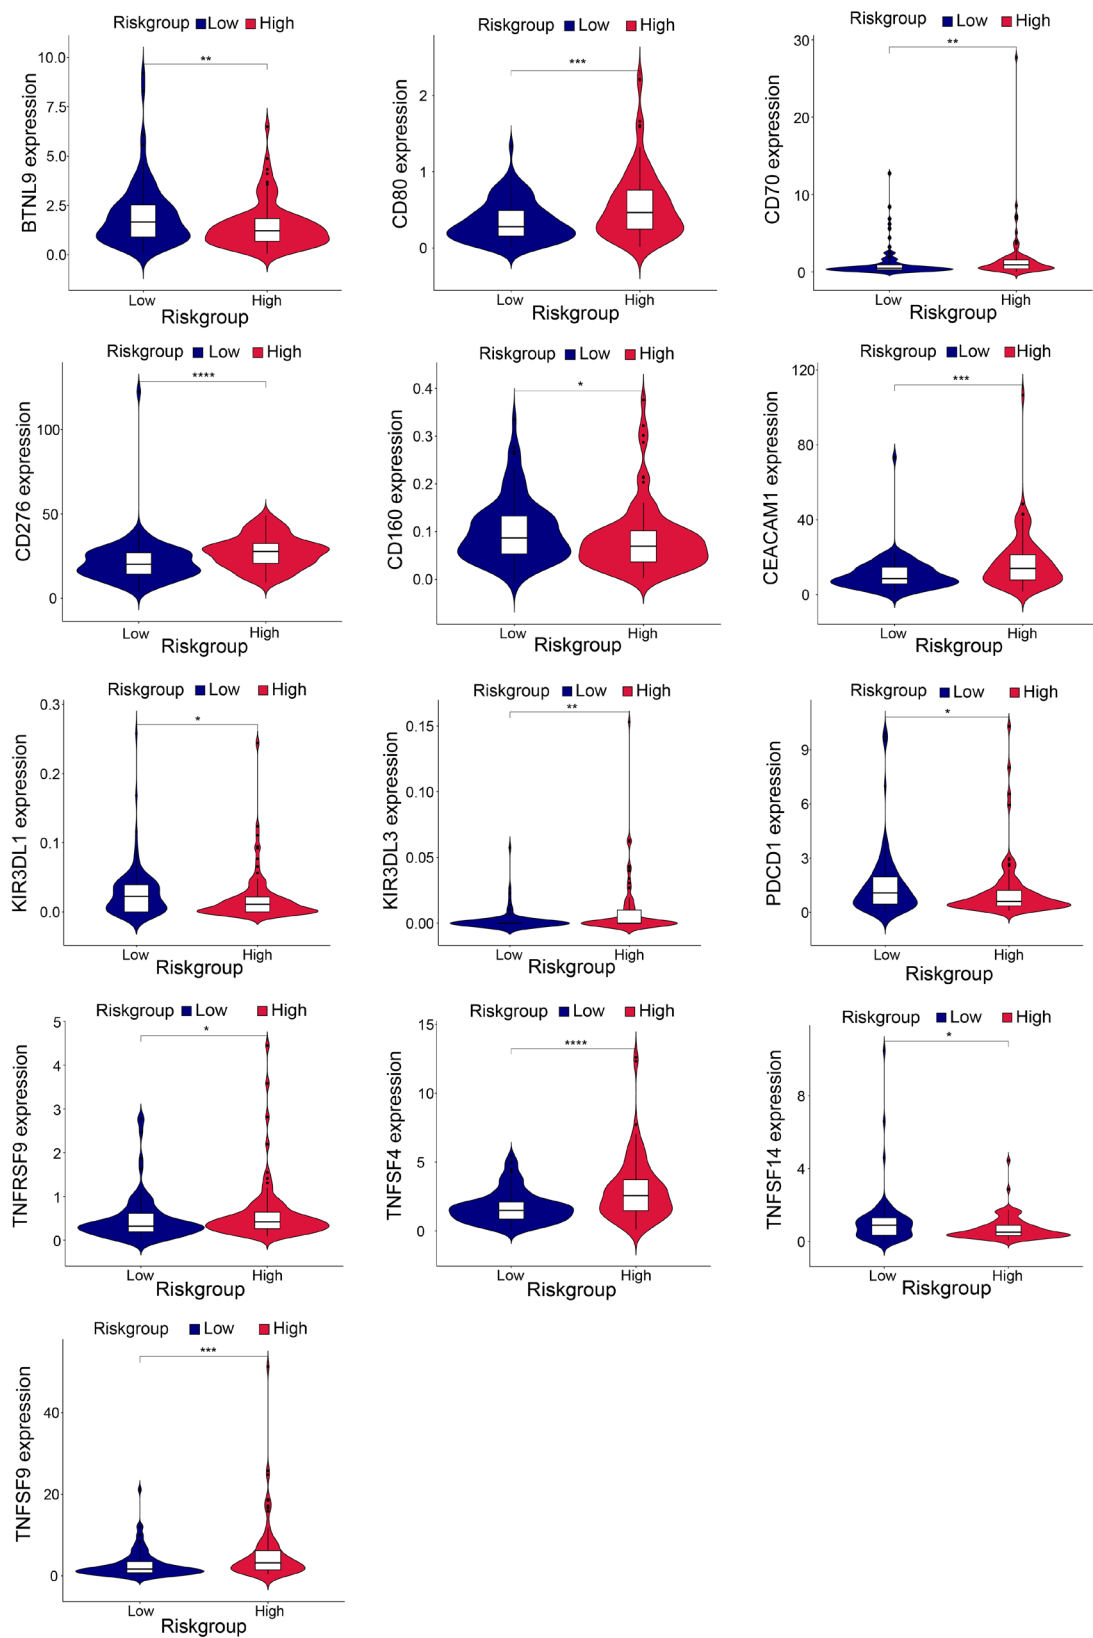 Riskgroup Low High
BTNL9 expression
10.0
7.5
5.0
2.5
0.0
**
Low High
Riskgroup
Riskgroup Low High
CD80 expression
2
1
0
***
Low High
Riskgroup
Riskgroup Low High
CD70 expression
30
20
10
0
**
Low High
Riskgroup
Riskgroup Low High
CD276 expression
100
50
0
****
Low High
Riskgroup
Riskgroup Low High
CD160 expression
0.4
0.3
0.2
0.1
0.0
*
Low High
Riskgroup
Riskgroup Low High
CEACAM1 expression
120
80
40
0
***
Low High
Riskgroup
Riskgroup Low High
KIR3DL1 expression
0.3
0.2
0.1
0.0
*
Low High
Riskgroup
Riskgroup Low High
KIR3DL3 expression
0.15
0.10
0.05
0.00
**
Low High
Riskgroup
Riskgroup Low High
PDCD1 expression
9
6
3
0
*
Low High
Riskgroup
Riskgroup Low High
TNFRSF9 expression
5
4
3
2
1
0
*
Low High
Riskgroup
Riskgroup Low High
TNFSF4 expression
15
10
5
0
****
Low High
Riskgroup
Riskgroup Low High
TNFSF14 expression
8
4
0
*
Low High
Riskgroup
Riskgroup Low High
TNFSF9 expression
40
20
0
***
Low High
Riskgroup